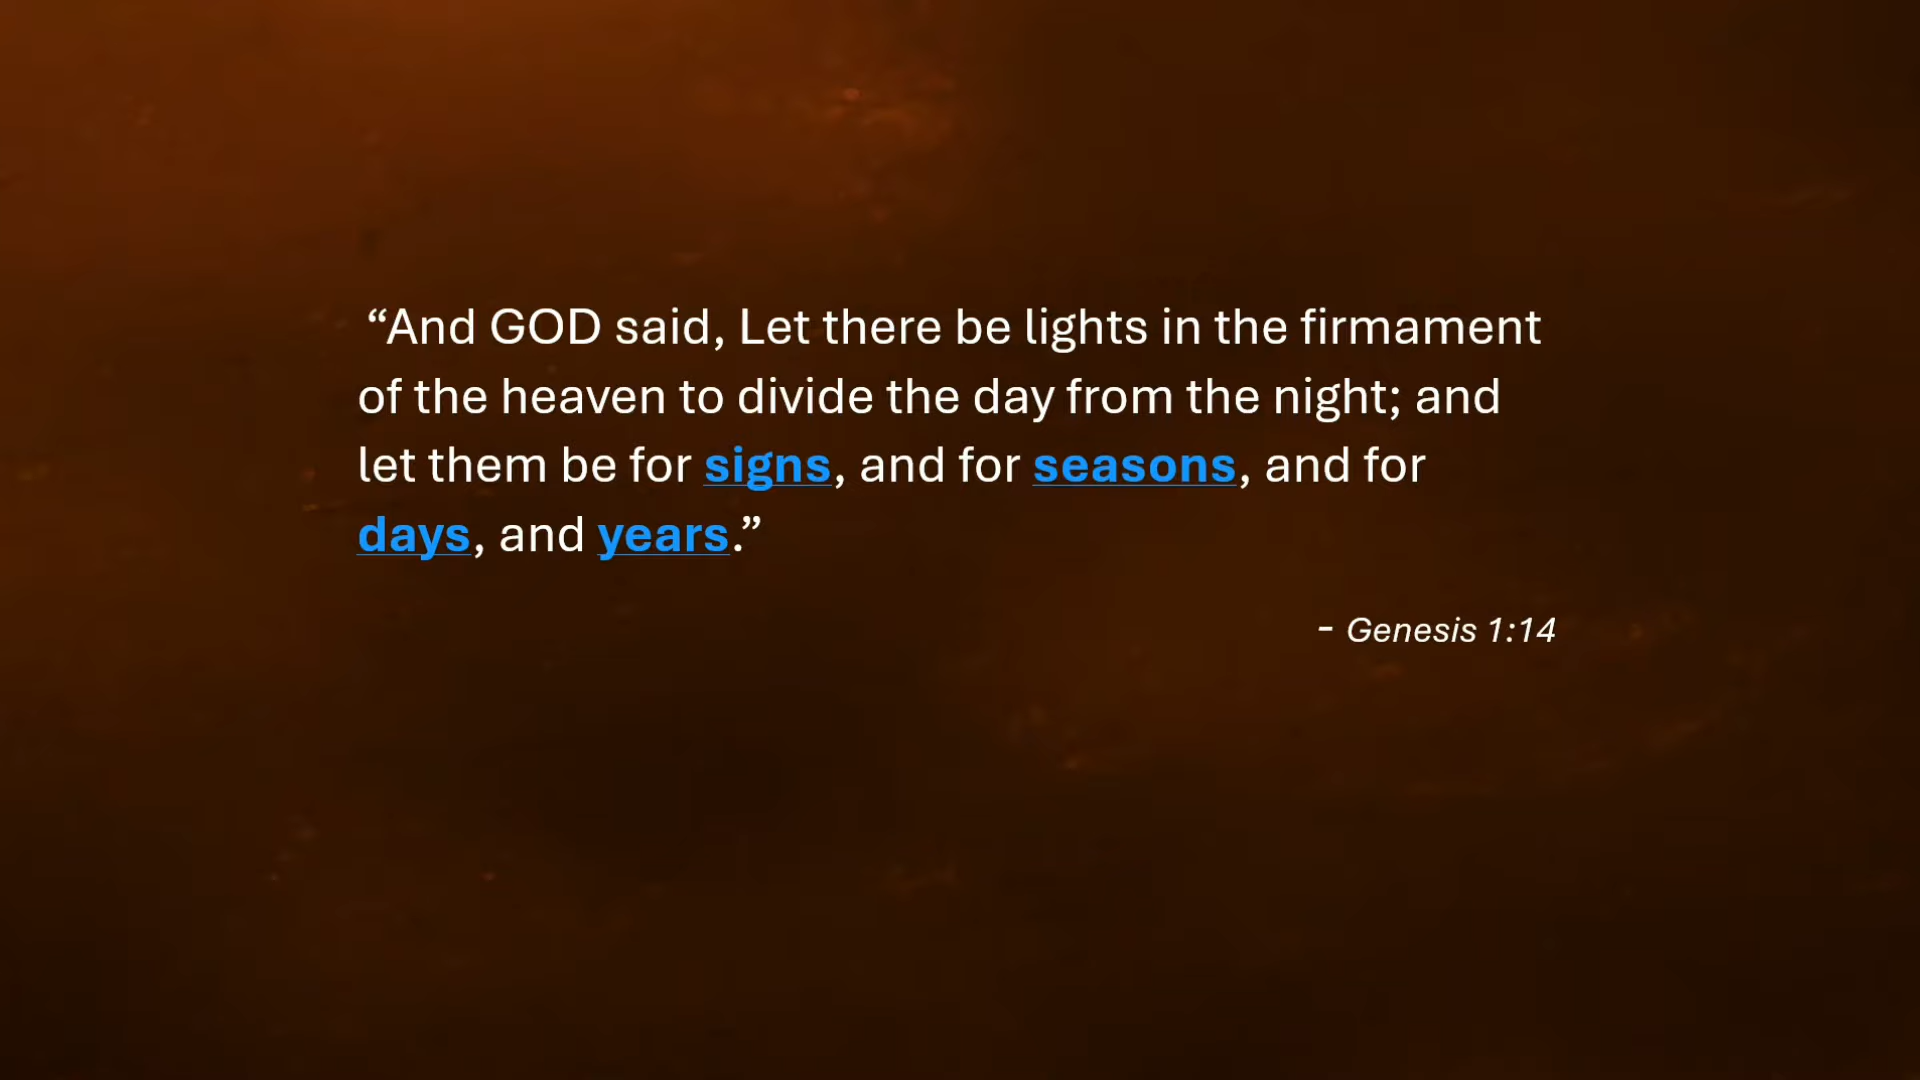 “And GOD said, Let there be lights in the firmament
of the heaven to divide the day from the night; and
let them be for signs, and for seasons, and for
days, and years.”
- Genesis 1:14